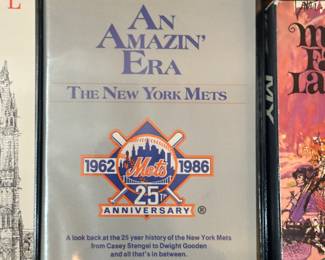 AN
AMAZIN'
ERA
THE NEW YORK METS
1962 Mets 1986
25TH
ANNIVERSARY ®
A look back at the 25 year history of the New York Mets
from Casey Stengel to Dwight Gooden
and all that's in between.
MY